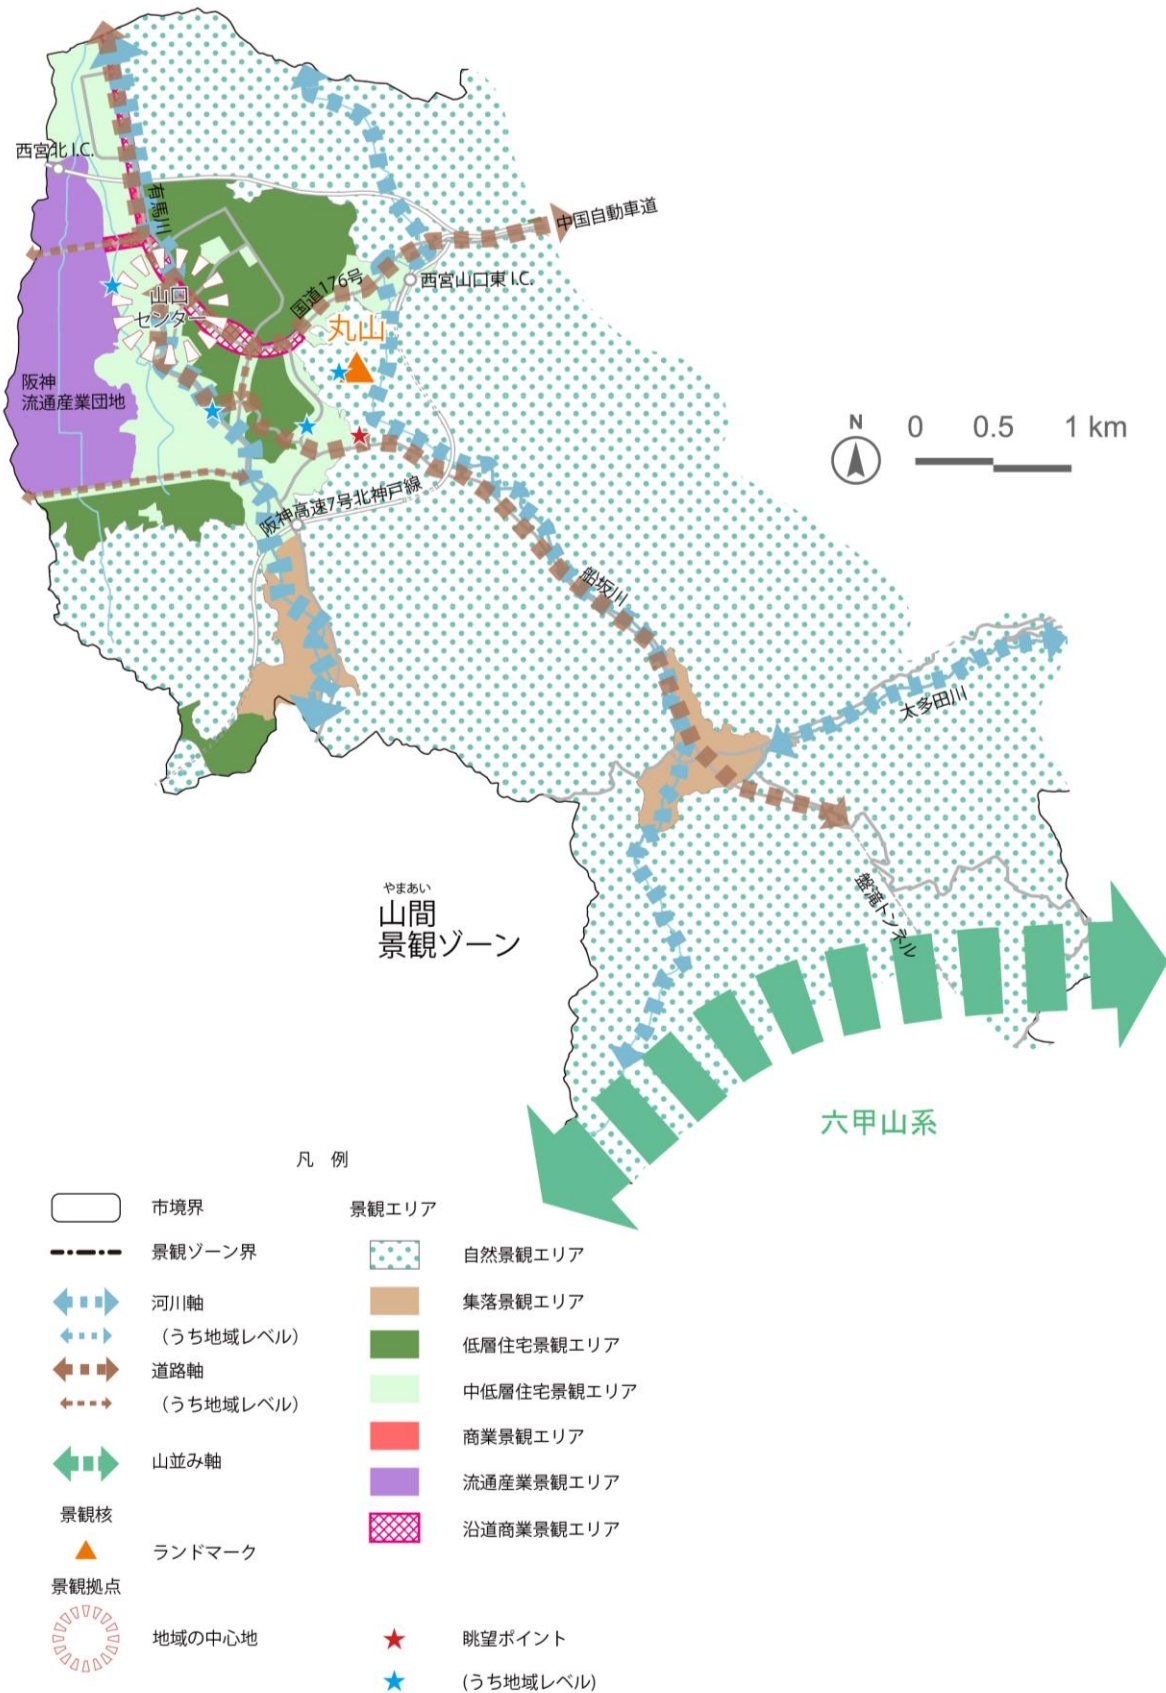 西宮北 I.C.
有馬川
中国自動車道
西宮山口東 I.C.
国道176号
山口
センター
丸山
阪神
流通産業団地
N
0 0.5 1 km
阪神高速7号北神戸線
船坂川
太多田川
盤滝トンネル
やまあい
山間
景観ゾーン
六甲山系
凡 例
市境界
景観ゾーン界
河川軸
（うち地域レベル）
道路軸
（うち地域レベル）
山並み軸
景観核
ランドマーク
景観拠点
地域の中心地
景観エリア
自然景観エリア
集落景観エリア
低層住宅景観エリア
中低層住宅景観エリア
商業景観エリア
流通産業景観エリア
沿道商業景観エリア
眺望ポイント
(うち地域レベル)